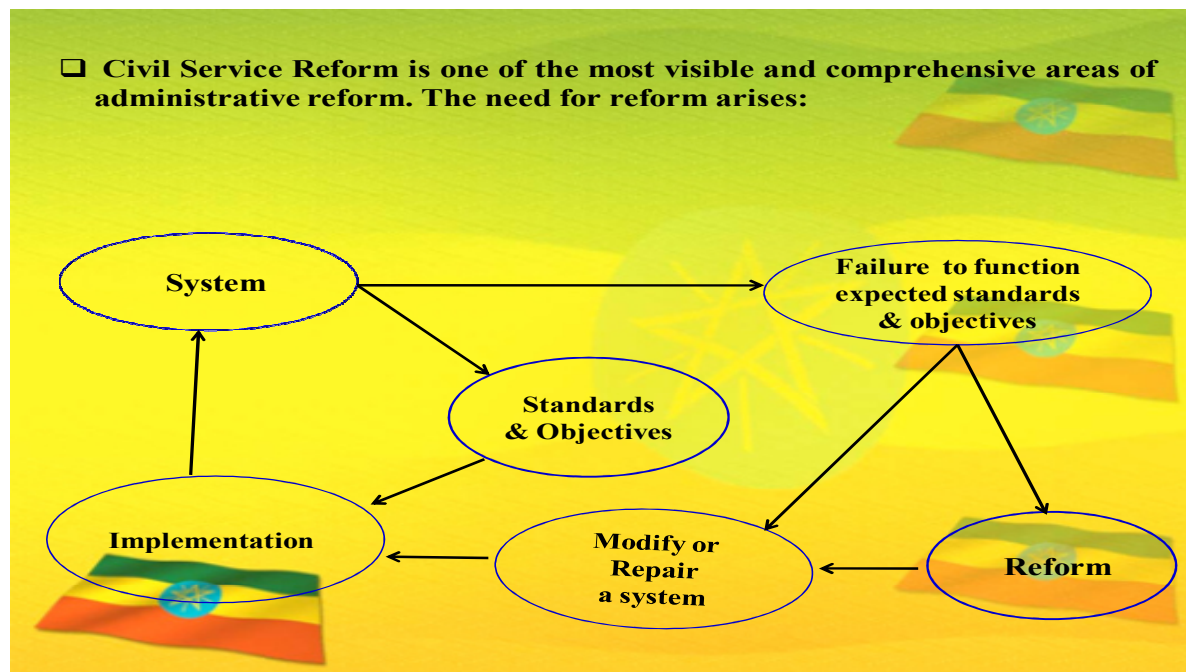 ❑ Civil Service Reform is one of the most visible and comprehensive areas of
administrative reform. The need for reform arises:
System
Failure to function
expected standards
& objectives
Standards
& Objectives
Implementation
Modify or
Repair
a system
Reform